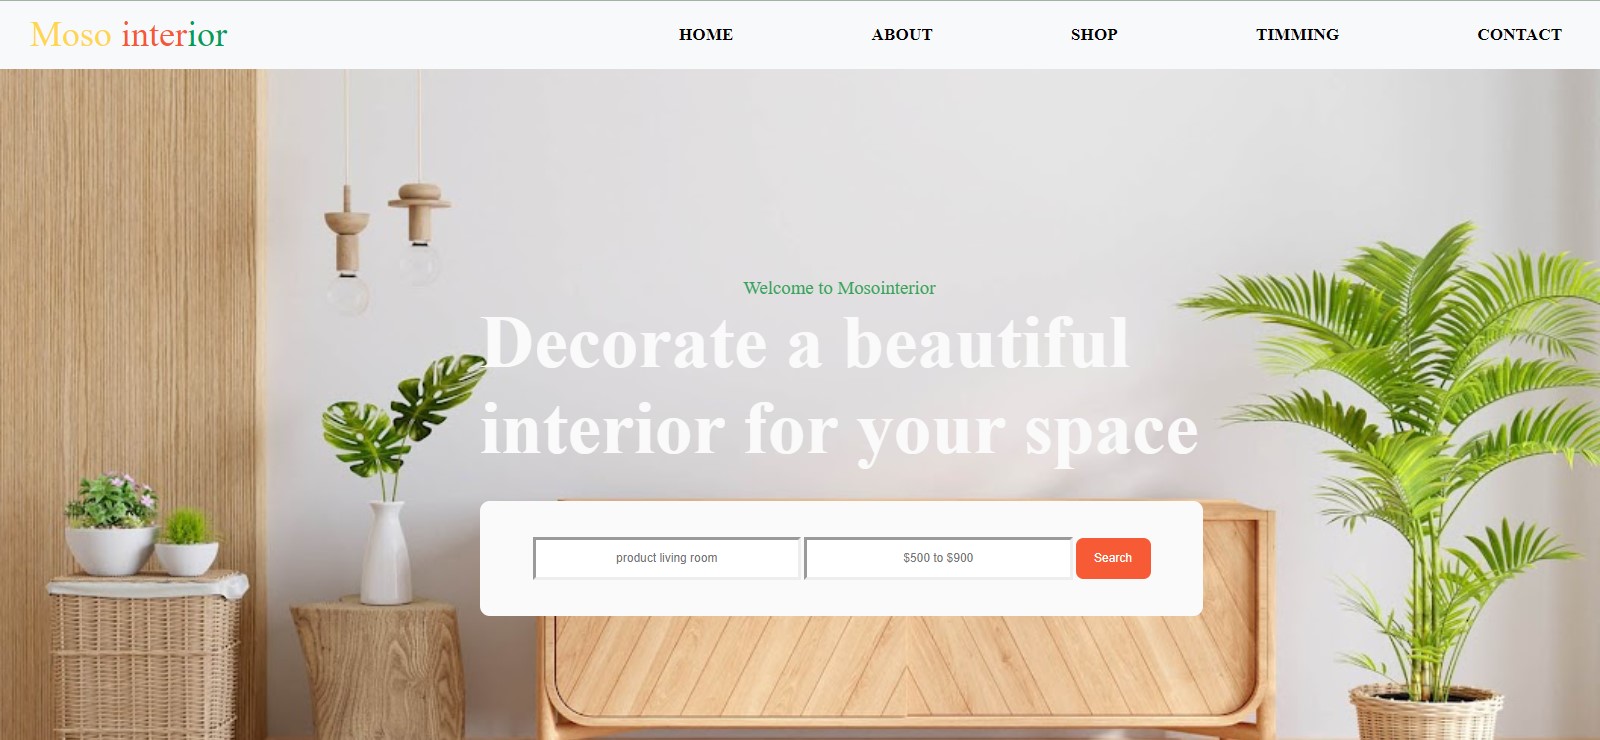 Moso interior
HOME ABOUT SHOP TIMMING CONTACT
Welcome to Mosointerior
Decorate a beautiful
interior for your space
product living room
$500 to $900
Search